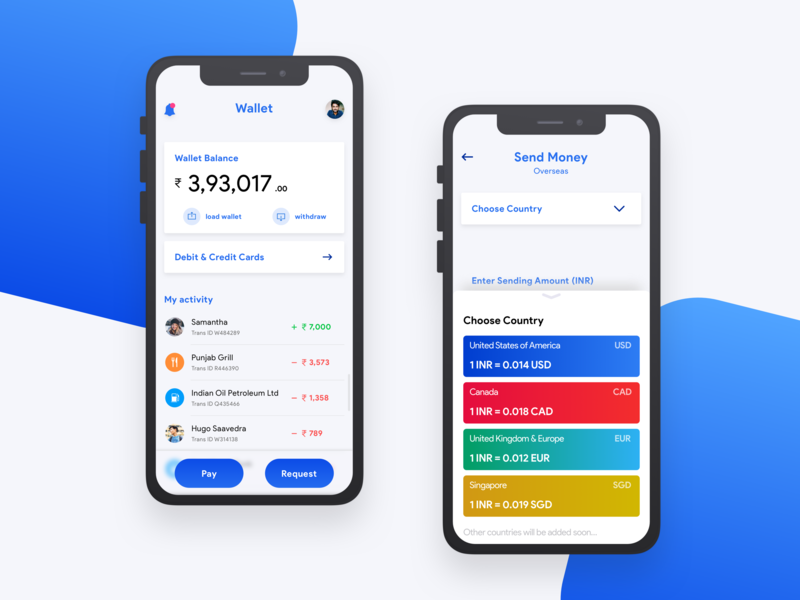 Wallet
Wallet Balance
₹ 3,93,017.00
load wallet
withdraw
Debit & Credit Cards
My activity
Samantha
Trans ID W484289
+ ₹ 7,000
Punjab Grill
Trans ID R446390
− ₹ 3,573
Indian Oil Petroleum Ltd
Trans ID Q435466
− ₹ 1,358
Hugo Saavedra
Trans ID W314138
− ₹ 789
Pay
Request
Send Money
Overseas
Choose Country
Enter Sending Amount (INR)
Choose Country
United States of America USD
1 INR = 0.014 USD
Canada CAD
1 INR = 0.018 CAD
United Kingdom & Europe EUR
1 INR = 0.012 EUR
Singapore SGD
1 INR = 0.019 SGD
Other countries will be added soon...